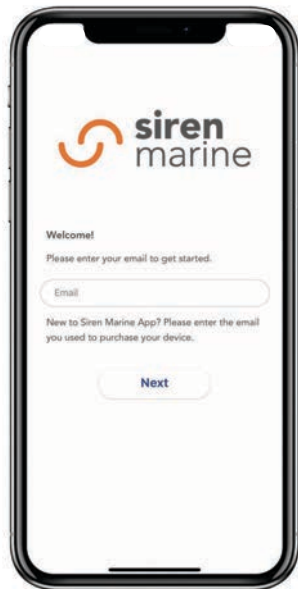 siren
marine
Welcome!
Please enter your email to get started.
Email
New to Siren Marine App? Please enter the email
you used to purchase your device.
Next